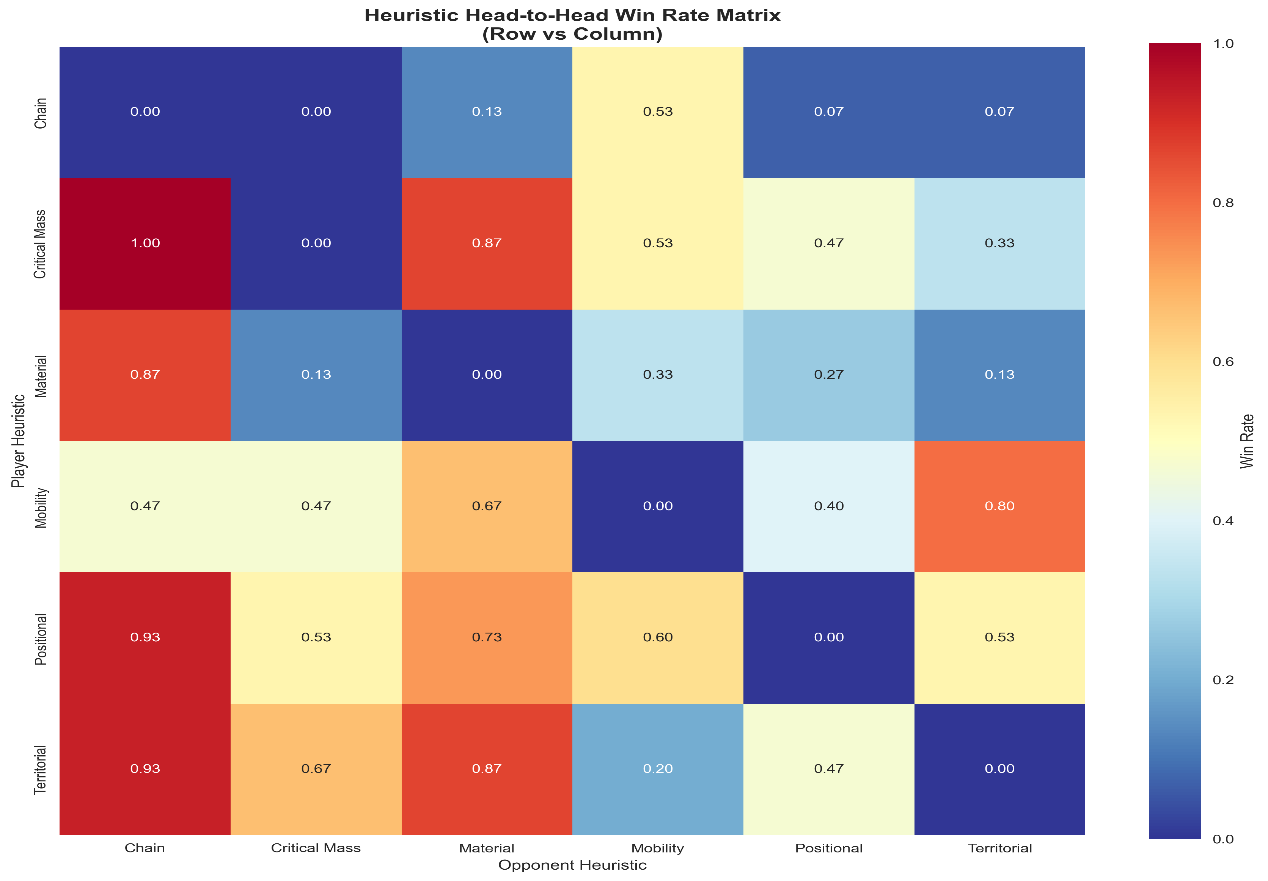 Heuristic Head-to-Head Win Rate Matrix
(Row vs Column)
Player Heuristic
Chain 0.00 0.00 0.13 0.53 0.07 0.07
Critical Mass 1.00 0.00 0.87 0.53 0.47 0.33
Material 0.87 0.13 0.00 0.33 0.27 0.13
Mobility 0.47 0.47 0.67 0.00 0.40 0.80
Positional 0.93 0.53 0.73 0.60 0.00 0.53
Territorial 0.93 0.67 0.87 0.20 0.47 0.00
Chain Critical Mass Material Mobility Positional Territorial
Opponent Heuristic
1.0
0.8
0.6
0.4
0.2
0.0
Win Rate